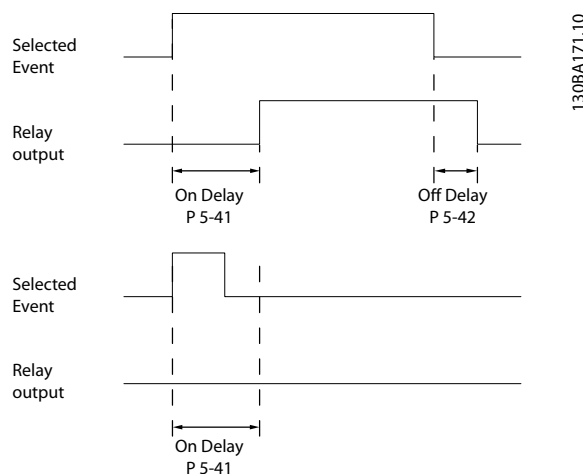 Selected
Event
Relay
output
On Delay
P 5-41
Off Delay
P 5-42
130BA171.10
Selected
Event
Relay
output
On Delay
P 5-41